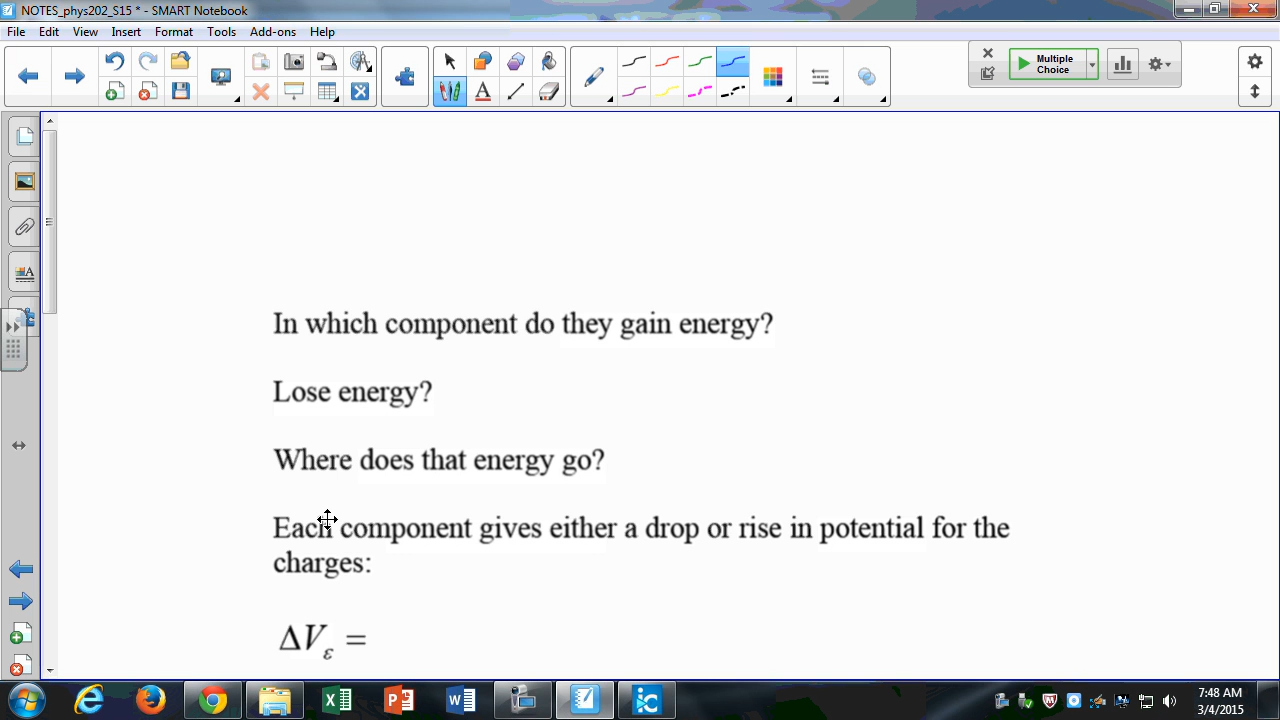 NOTES_phys202_S15 * - SMART Notebook
File Edit View Insert Format Tools Add-ons Help
Multiple
Choice
In which component do they gain energy?
Lose energy?
Where does that energy go?
Each component gives either a drop or rise in potential for the
charges:
ΔVε =
7:48 AM
3/4/2015